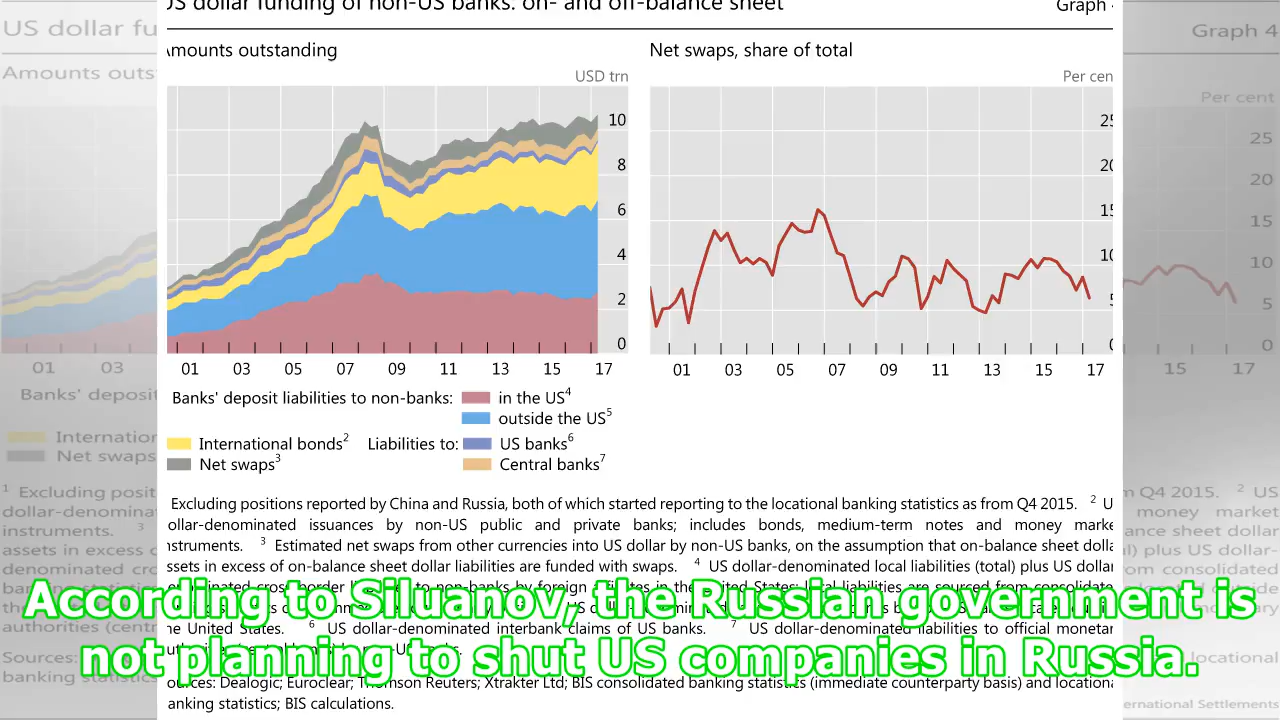 US dollar funding of non-US banks: on- and off-balance sheet
Graph 4
Amounts outstanding
Net swaps, share of total
USD trn
Per cen
10
8
6
4
2
0
25
20
15
10
5
0
01 03 05 07 09 11 13 15 17
01 03 05 07 09 11 13 15 17
Banks' deposit liabilities to non-banks:
in the US4
outside the US5
International bonds2
Liabilities to:
US banks6
Net swaps3
Central banks7
Excluding positions reported by China and Russia, both of which started reporting to the locational banking statistics as from Q4 2015. 2 U
ollar-denominated issuances by non-US public and private banks; includes bonds, medium-term notes and money marke
nstruments. 3 Estimated net swaps from other currencies into US dollar by non-US banks, on the assumption that on-balance sheet dolla
ssets in excess of on-balance sheet dollar liabilities are funded with swaps. 4 US dollar-denominated local liabilities (total) plus US dollar
he United States. 6 US dollar-denominated interbank claims of US banks. 7 US dollar-denominated liabilities to official monetar
According to Siluanov, the Russian government is
not planning to shut US companies in Russia.
ources: Dealogic; Euroclear; Thomson Reuters; Xtrakter Ltd; BIS consolidated banking statistics (immediate counterparty basis) and locationa
anking statistics; BIS calculations.